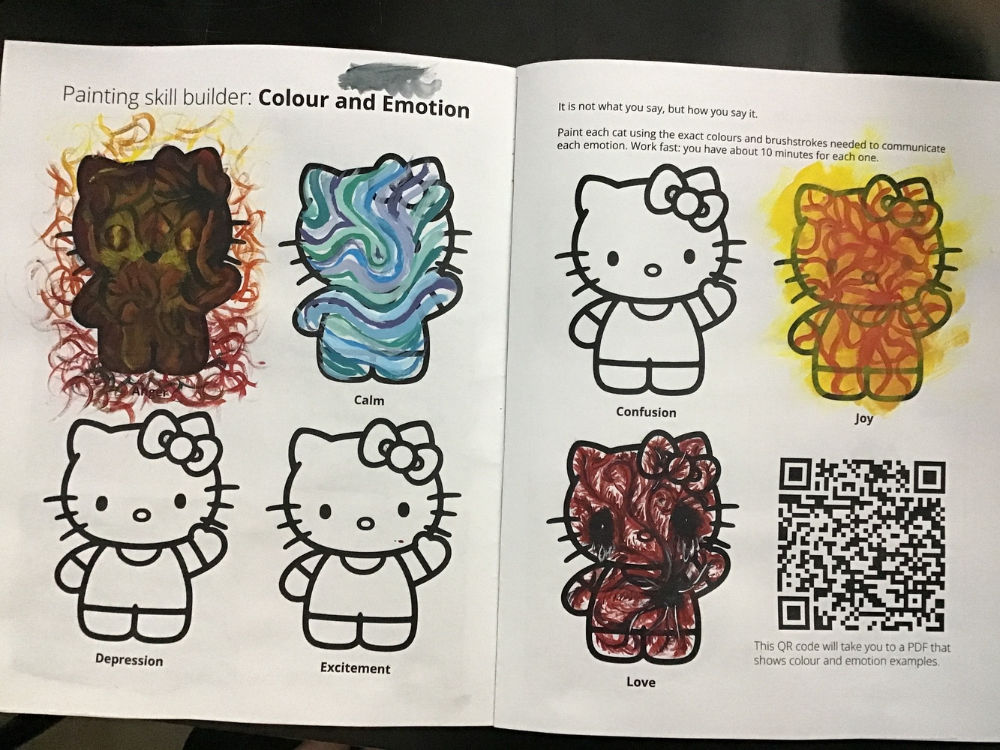 Painting skill builder: Colour and Emotion
Anger
Calm
Depression
Excitement
It is not what you say, but how you say it.
Paint each cat using the exact colours and brushstrokes needed to communicate
each emotion. Work fast: you have about 10 minutes for each one.
Confusion
Joy
Love
This QR code will take you to a PDF that
shows colour and emotion examples.